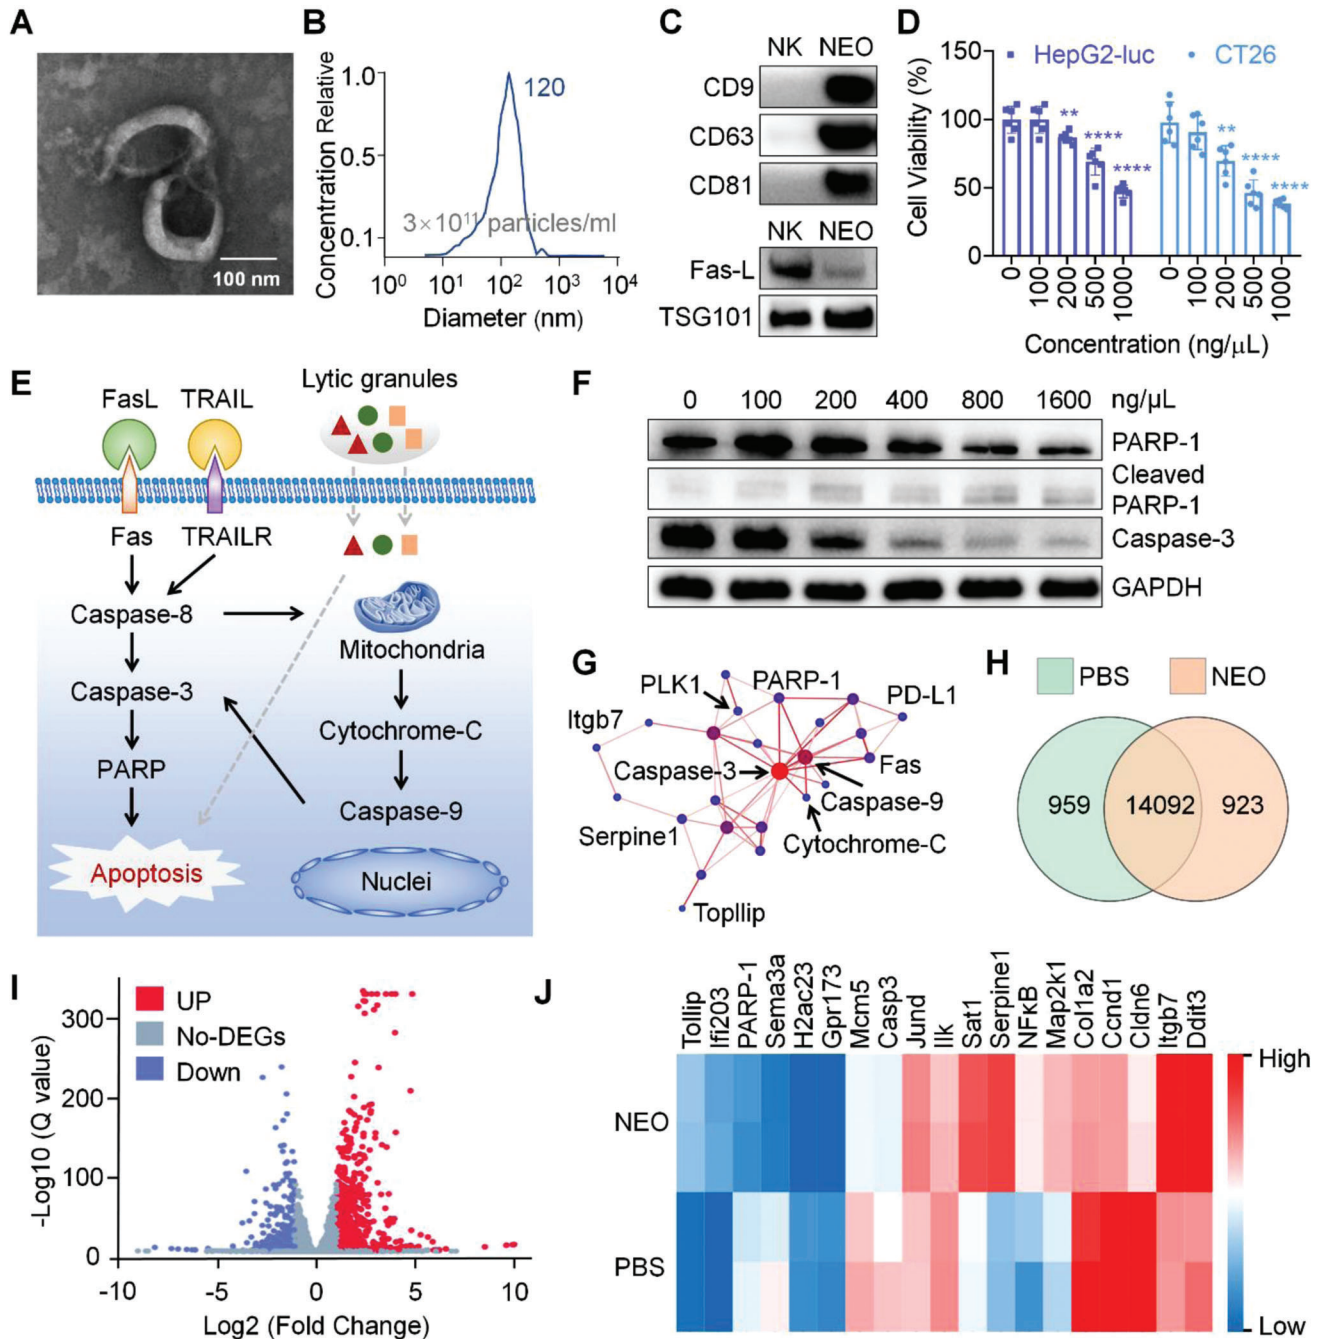 A
100 nm
B
Concentration Relative
1.0
0.5
0.1
120
3×10¹¹ particles/ml
10⁰ 10¹ 10² 10³ 10⁴
Diameter (nm)
C
NK NEO
CD9
CD63
CD81
NK NEO
Fas-L
TSG101
D
HepG2-luc CT26
Cell Viability (%)
150
100
50
0
** **** **** ** **** ****
0 100 200 500 1000 0 100 200 500 1000
Concentration (ng/μL)
E
FasL TRAIL Lytic granules
Fas TRAILR
Caspase-8
Mitochondria
Caspase-3
Cytochrome-C
PARP
Caspase-9
Apoptosis
Nuclei
F
0 100 200 400 800 1600 ng/μL
PARP-1
Cleaved
PARP-1
Caspase-3
GAPDH
G
PLK1 PARP-1 PD-L1
Itgb7
Caspase-3 Fas
Caspase-9
Serpine1 Cytochrome-C
Topllip
H
PBS NEO
959 14092 923
I
UP
No-DEGs
Down
-Log10 (Q value)
300
200
100
0
-10 -5 0 5 10
Log2 (Fold Change)
J
Tollip Ifi203 PARP-1 Sema3a H2ac23 Gpr173 Mcm5 Casp3 Jund Ilk Sat1 Serpine1 NFκB Map2k1 Col1a2 Ccnd1 Cldn6 Itgb7 Ddit3
NEO
PBS
High
Low